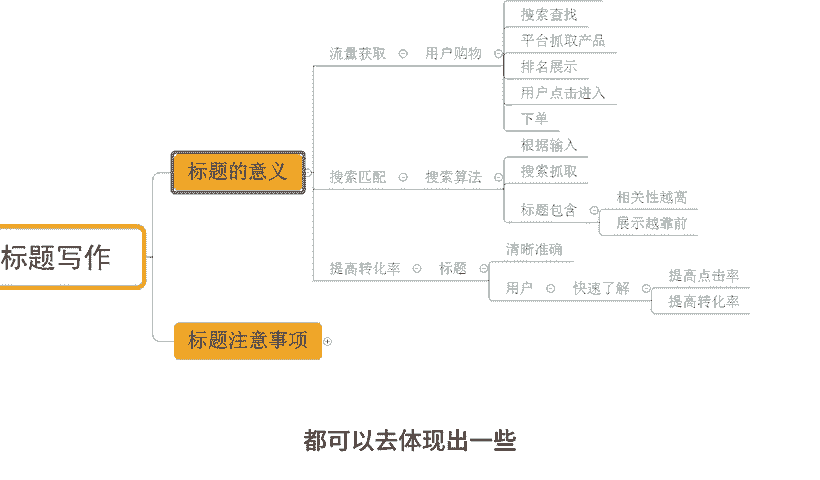 标题写作
标题的意义
流量获取
用户购物
搜索查找
平台抓取产品
排名展示
用户点击进入
下单
搜索匹配
搜索算法
根据输入
搜索抓取
标题包含
相关性越高
展示越靠前
提高转化率
标题
清晰准确
用户
快速了解
提高点击率
提高转化率
标题注意事项
都可以去体现出一些